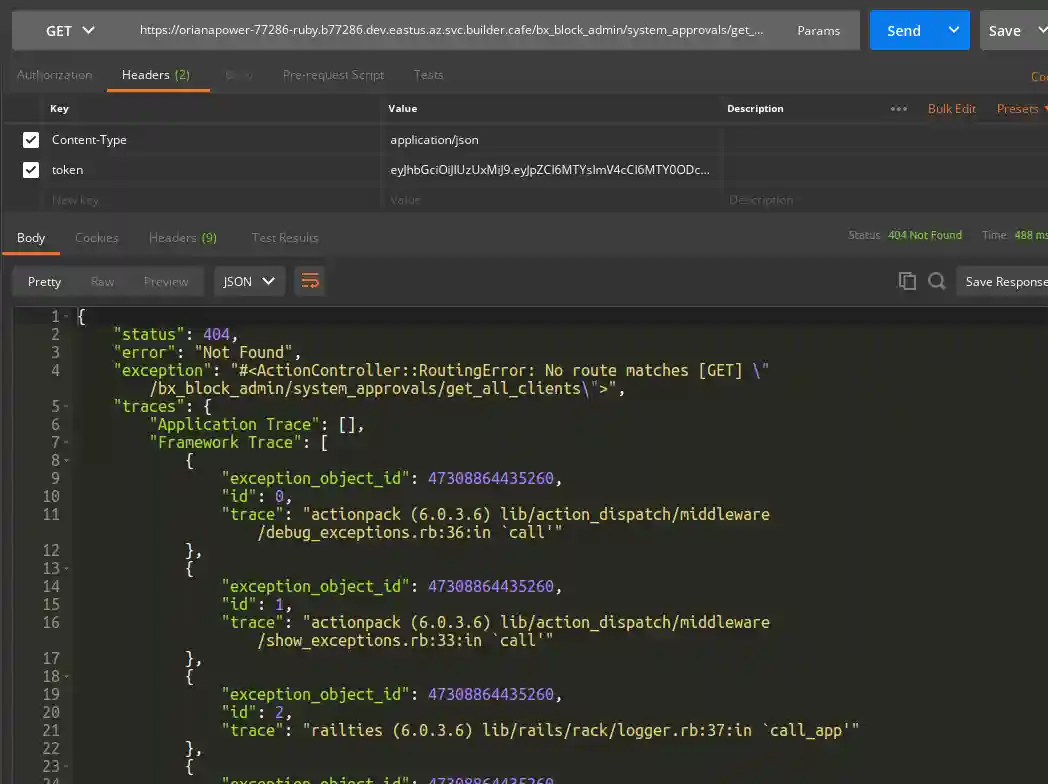 GET https://orianapower-77286-ruby.b77286.dev.eastus.az.svc.builder.cafe/bx_block_admin/system_approvals/get_... Params Send Save
Authorization Headers (2) Body Pre-request Script Tests
Key Value Description ••• Bulk Edit Presets
Content-Type application/json
token
New key Value Description
Body Cookies Headers (9) Test Results Status: 404 Not Found Time: 488 ms
Pretty Raw Preview JSON Save Response
1 {
2 "status": 404,
3 "error": "Not Found",
4 "exception": "#<ActionController::RoutingError: No route matches [GET] \"
/bx_block_admin/system_approvals/get_all_clients\">",
5 "traces": {
6 "Application Trace": [],
7 "Framework Trace": [
8 {
9 "exception_object_id": 47308864435260,
10 "id": 0,
11 "trace": "actionpack (6.0.3.6) lib/action_dispatch/middleware
/debug_exceptions.rb:36:in `call'"
12 },
13 {
14 "exception_object_id": 47308864435260,
15 "id": 1,
16 "trace": "actionpack (6.0.3.6) lib/action_dispatch/middleware
/show_exceptions.rb:33:in `call'"
17 },
18 {
19 "exception_object_id": 47308864435260,
20 "id": 2,
21 "trace": "railties (6.0.3.6) lib/rails/rack/logger.rb:37:in `call_app'"
22 },
23 {
24 "exception_object_id": 47308864435260